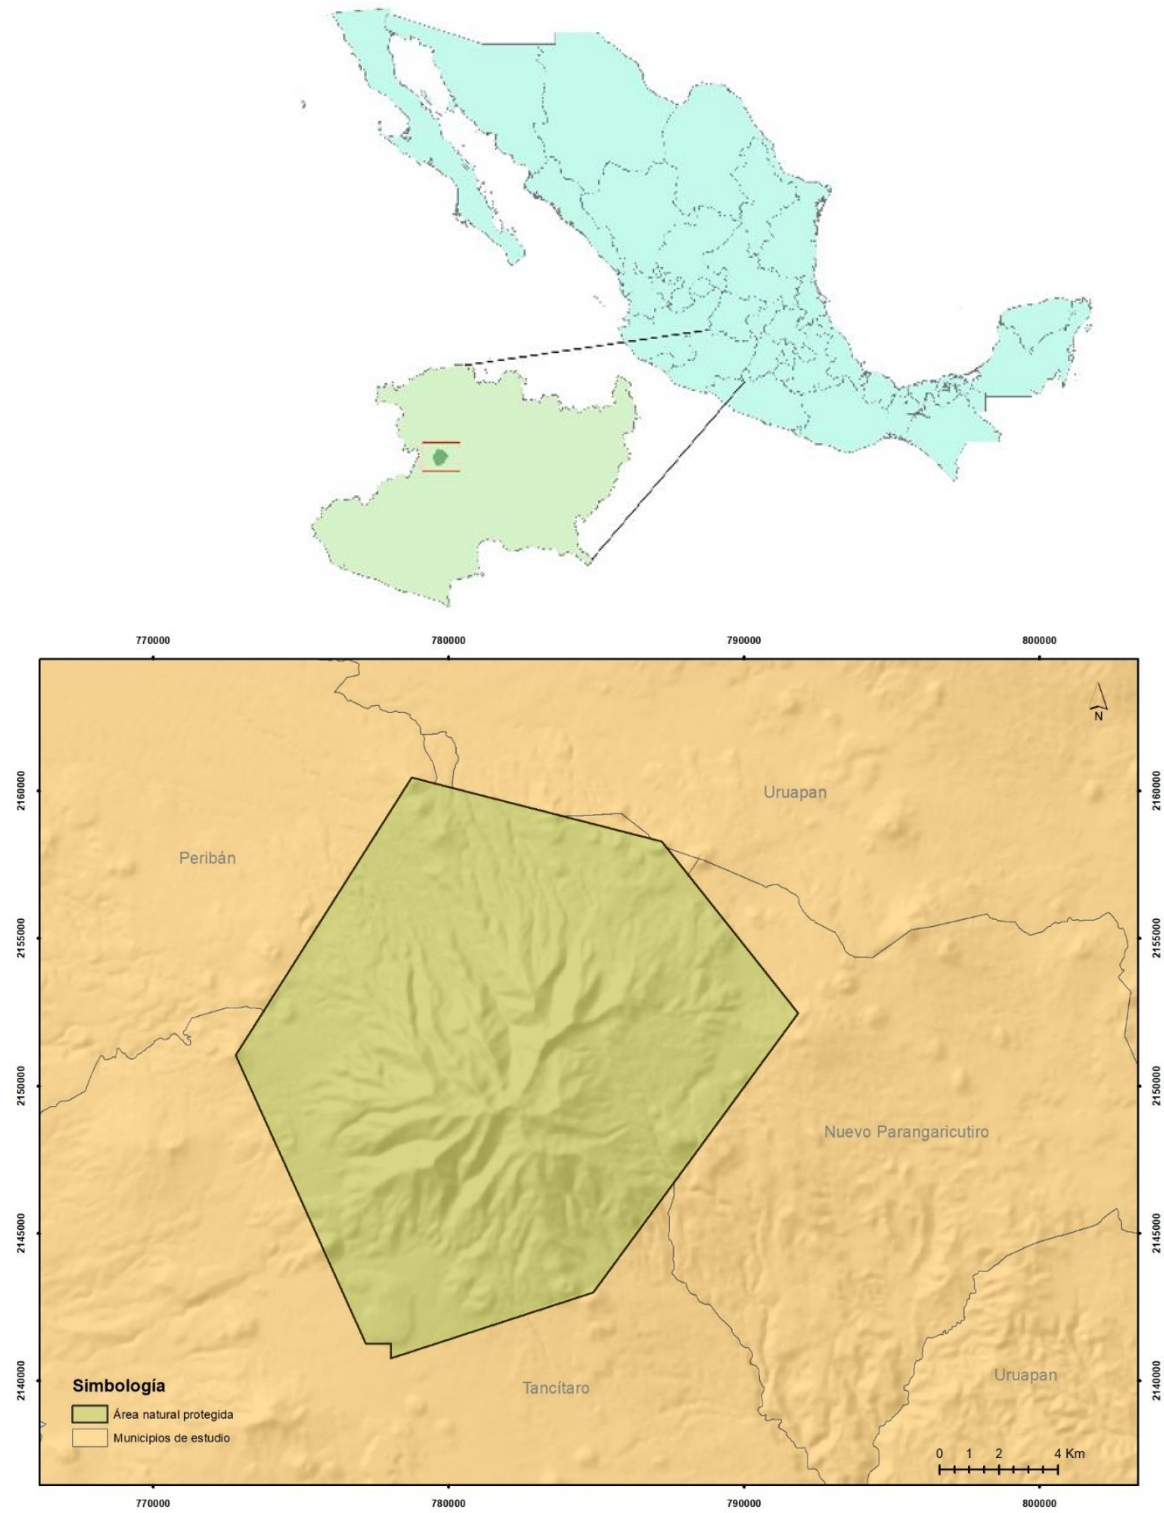 770000 780000 790000 800000
N
2160000 2160000
Uruapan
Peribán
2155000 2155000
2150000 2150000
Nuevo Parangaricutiro
2145000 2145000
Uruapan
2140000 2140000
Tancítaro
Simbología
Área natural protegida
Municipios de estudio
0 1 2 4 Km
770000 780000 790000 800000